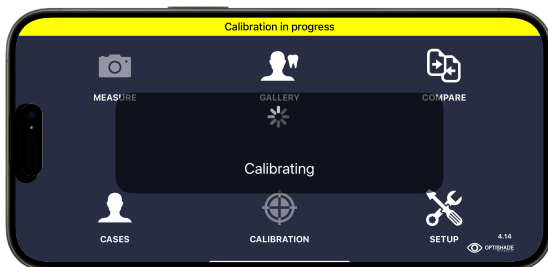 Calibration in progress
MEASURE
GALLERY
COMPARE
Calibrating
CASES
CALIBRATION
SETUP
4.14
OPTISHADE